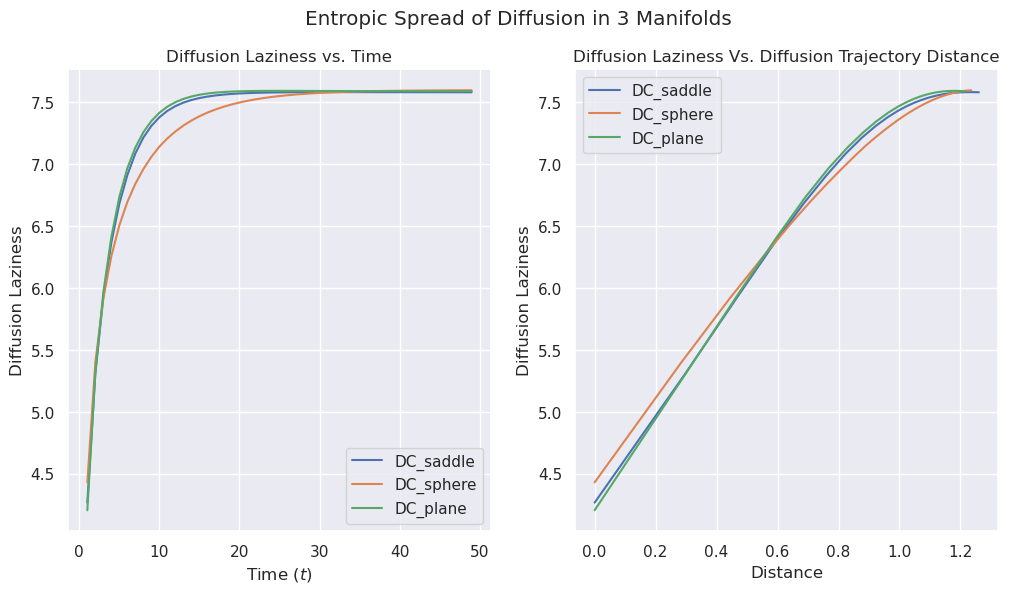 Entropic Spread of Diffusion in 3 Manifolds
Diffusion Laziness vs. Time
Diffusion Laziness
7.5
7.0
6.5
6.0
5.5
5.0
4.5
DC_saddle
DC_sphere
DC_plane
0
10
20
30
40
50
Time (t)
Diffusion Laziness Vs. Diffusion Trajectory Distance
Diffusion Laziness
7.5
7.0
6.5
6.0
5.5
5.0
4.5
DC_saddle
DC_sphere
DC_plane
0.0
0.2
0.4
0.6
0.8
1.0
1.2
Distance